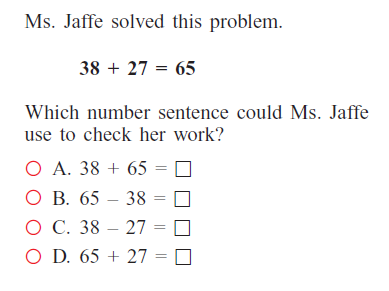 Ms. Jaffe solved this problem.
38 + 27 = 65
Which number sentence could Ms. Jaffe
use to check her work?
A. 38 + 65 = □
B. 65 – 38 = □
C. 38 – 27 = □
D. 65 + 27 = □